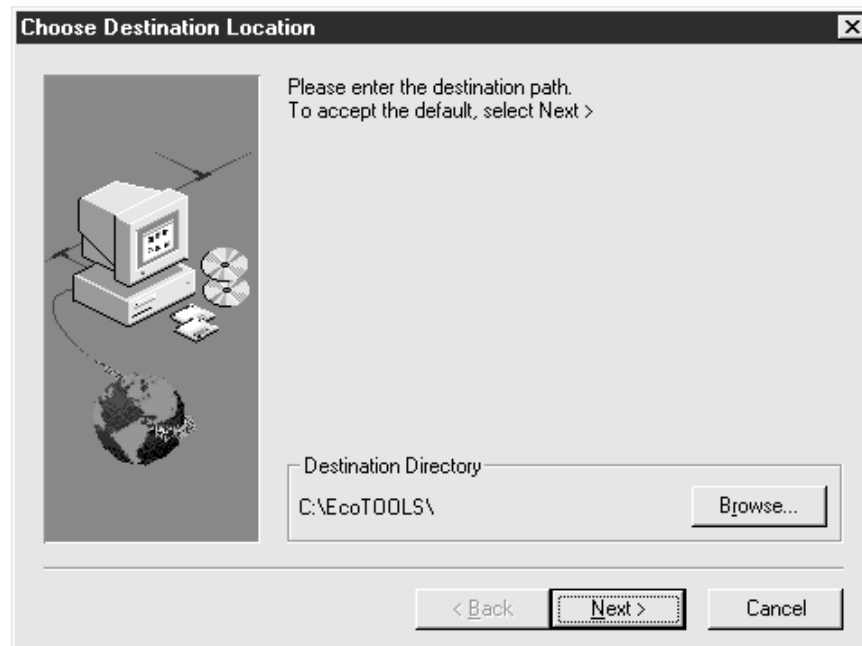 Choose Destination Location
Please enter the destination path.
To accept the default, select Next >
Destination Directory
C:\EcoTOOLS\
Browse...
< Back
Next >
Cancel